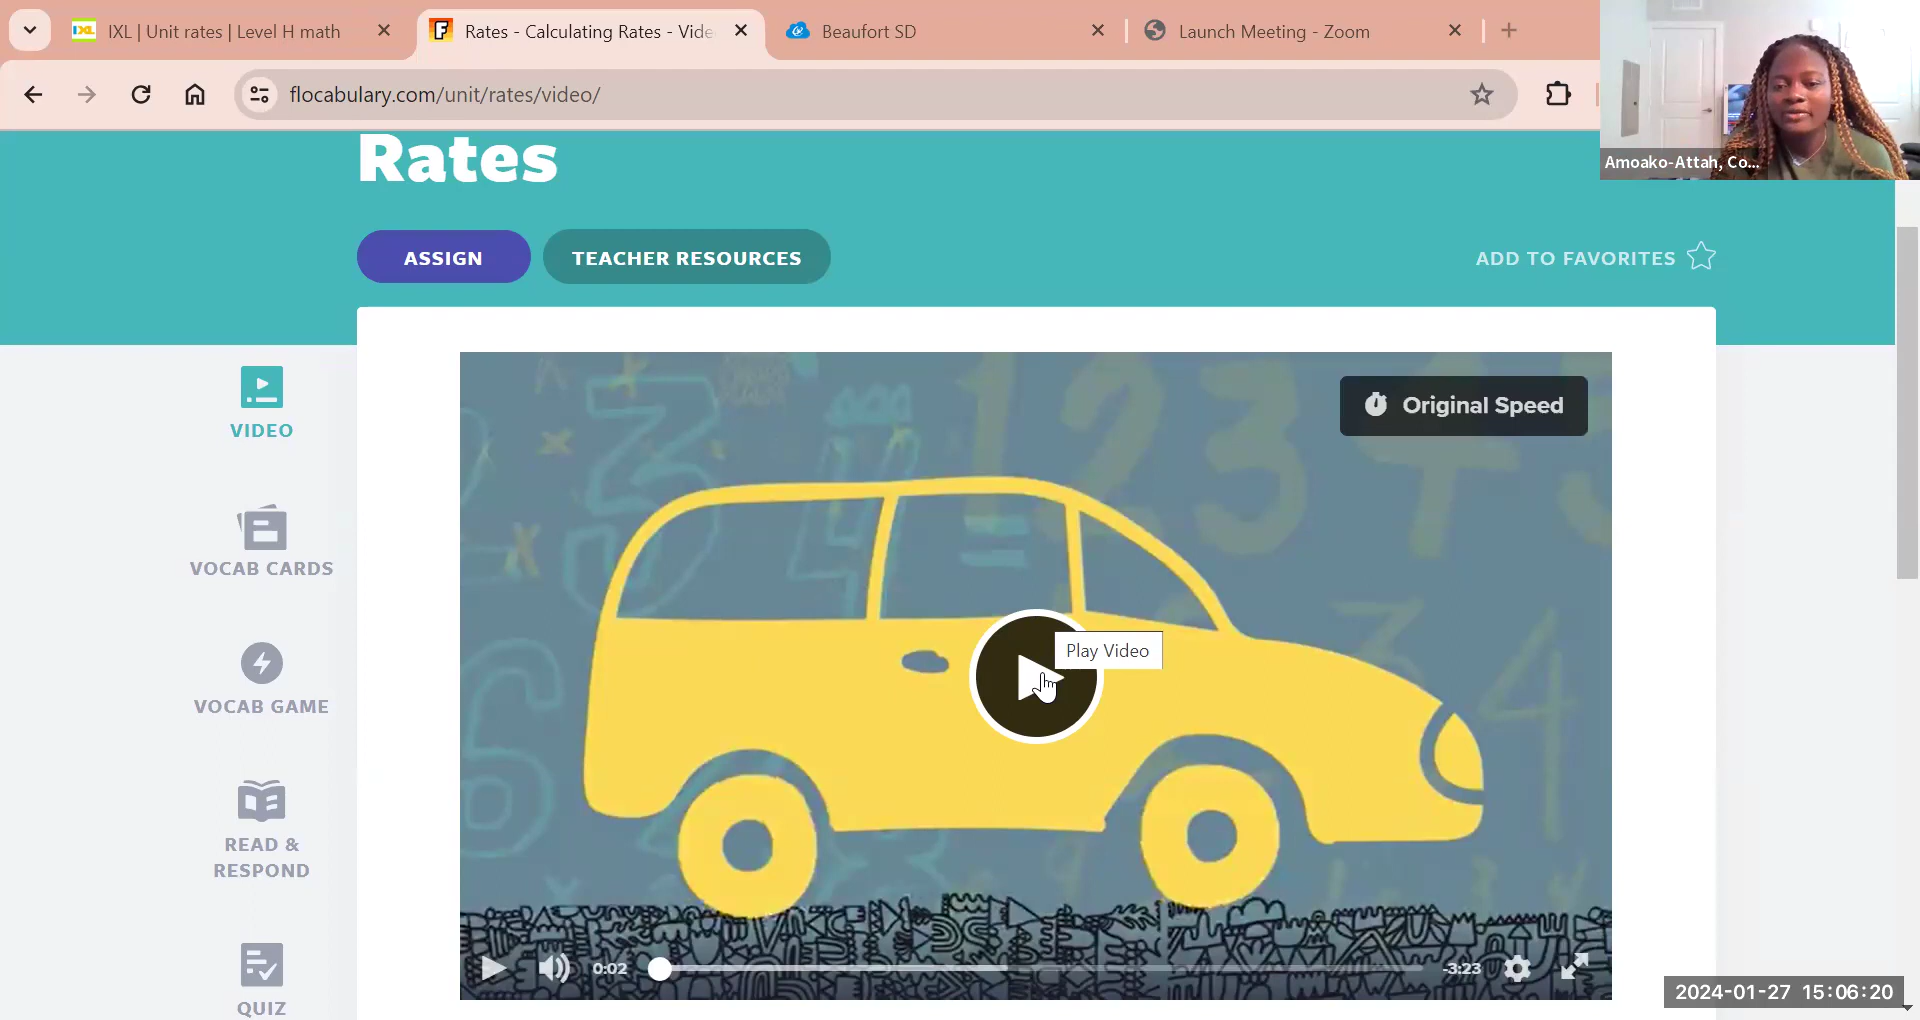 IXL | Unit rates | Level H math
Rates - Calculating Rates - Vide
Beaufort SD
Launch Meeting - Zoom
flocabulary.com/unit/rates/video/
Amoako-Attah, Co...
Rates
ASSIGN
TEACHER RESOURCES
ADD TO FAVORITES
VIDEO
VOCAB CARDS
VOCAB GAME
READ &
RESPOND
QUIZ
Original Speed
Play Video
0:02
-3:23
2024-01-27 15:06:20